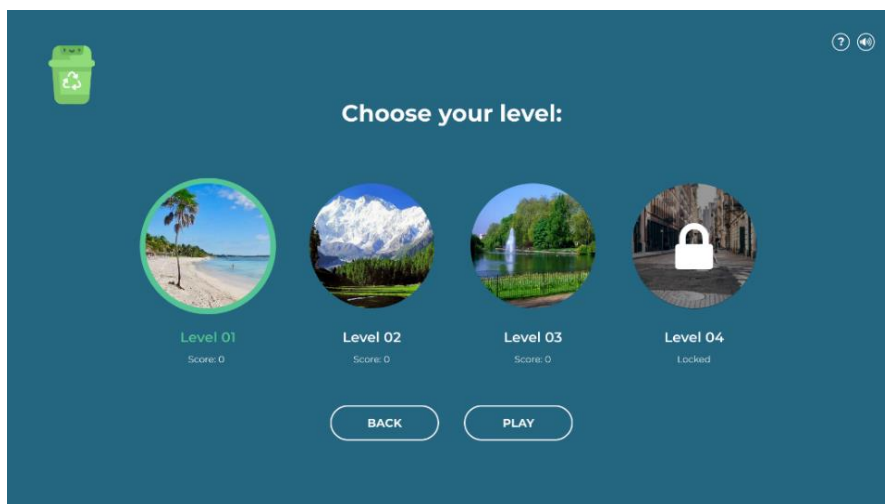 ?
Choose your level:
Level 01
Score: 0
Level 02
Score: 0
Level 03
Score: 0
Level 04
Locked
BACK
PLAY